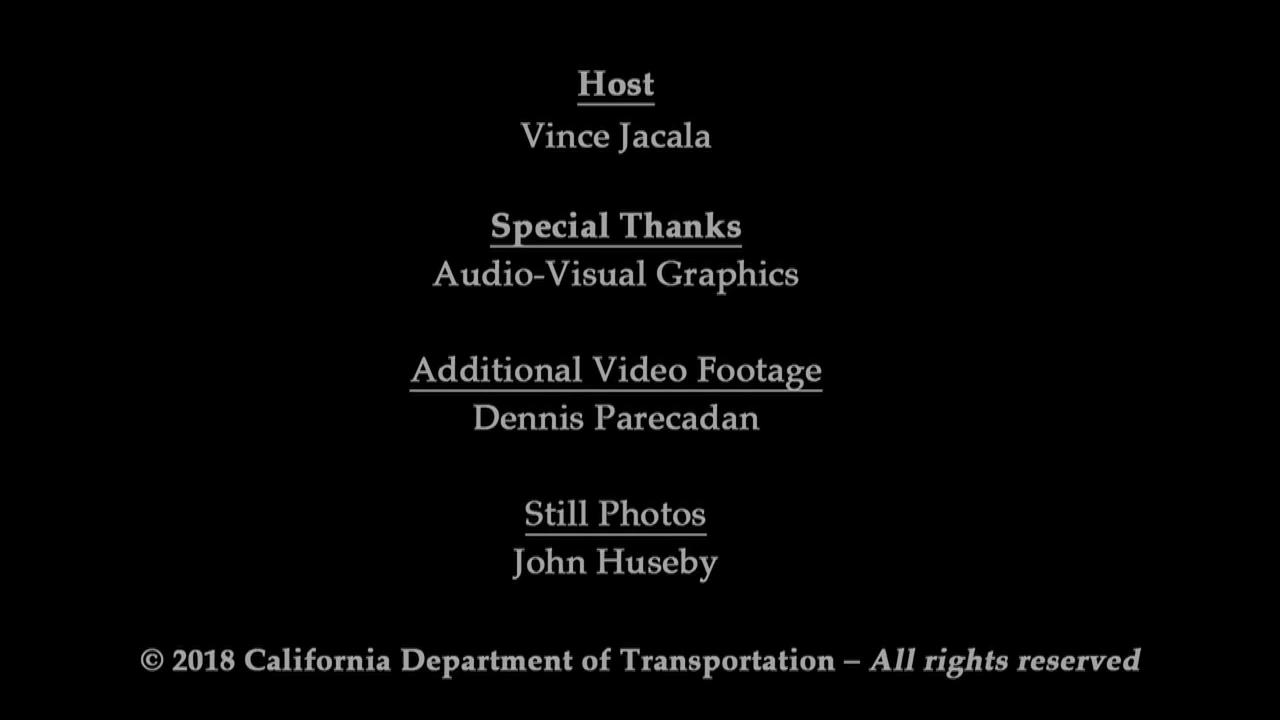 Host
Vince Jacala
Special Thanks
Audio-Visual Graphics
Additional Video Footage
Dennis Parecadan
Still Photos
John Huseby
© 2018 California Department of Transportation – All rights reserved